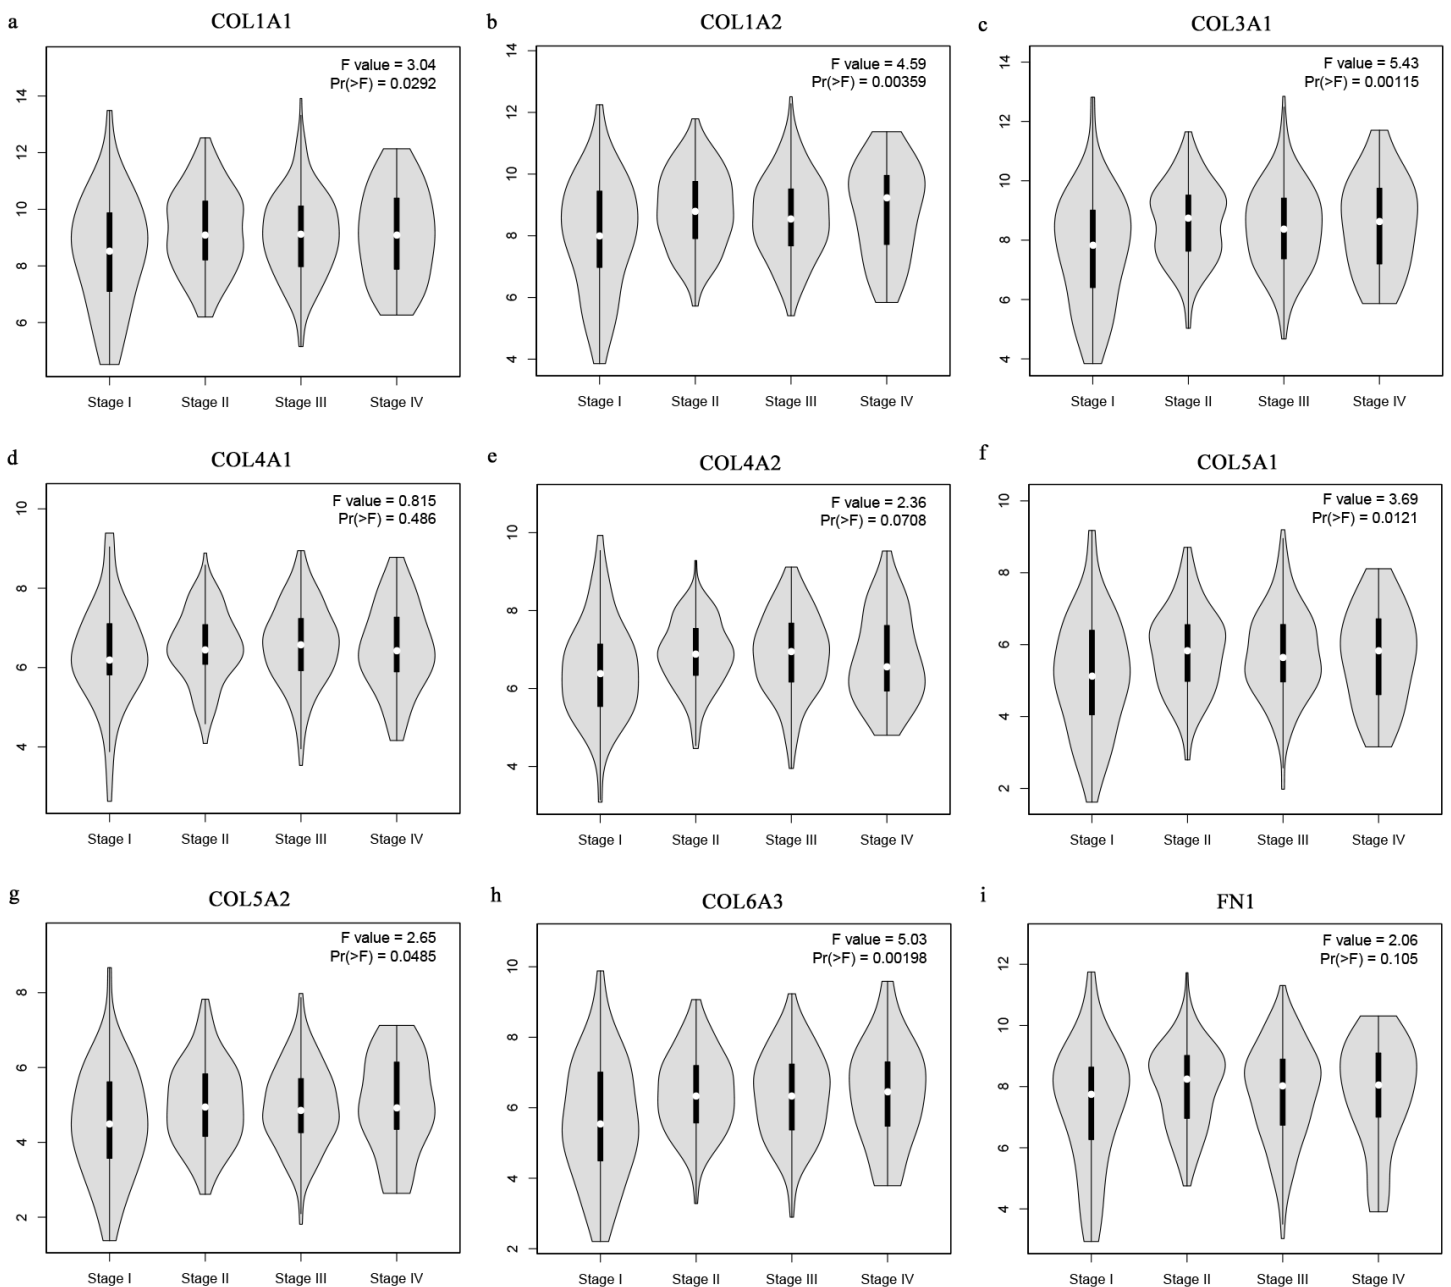 a
COL1A1
F value = 3.04
Pr(>F) = 0.0292
14
12
10
8
6
Stage I
Stage II
Stage III
Stage IV
b
COL1A2
F value = 4.59
Pr(>F) = 0.00359
14
12
10
8
6
4
Stage I
Stage II
Stage III
Stage IV
c
COL3A1
F value = 5.43
Pr(>F) = 0.00115
14
12
10
8
6
4
Stage I
Stage II
Stage III
Stage IV
d
COL4A1
F value = 0.815
Pr(>F) = 0.486
10
8
6
4
Stage I
Stage II
Stage III
Stage IV
e
COL4A2
F value = 2.36
Pr(>F) = 0.0708
10
8
6
4
Stage I
Stage II
Stage III
Stage IV
f
COL5A1
F value = 3.69
Pr(>F) = 0.0121
10
8
6
4
2
Stage I
Stage II
Stage III
Stage IV
g
COL5A2
F value = 2.65
Pr(>F) = 0.0485
8
6
4
2
Stage I
Stage II
Stage III
Stage IV
h
COL6A3
F value = 5.03
Pr(>F) = 0.00198
10
8
6
4
2
Stage I
Stage II
Stage III
Stage IV
i
FN1
F value = 2.06
Pr(>F) = 0.105
12
10
8
6
4
Stage I
Stage II
Stage III
Stage IV